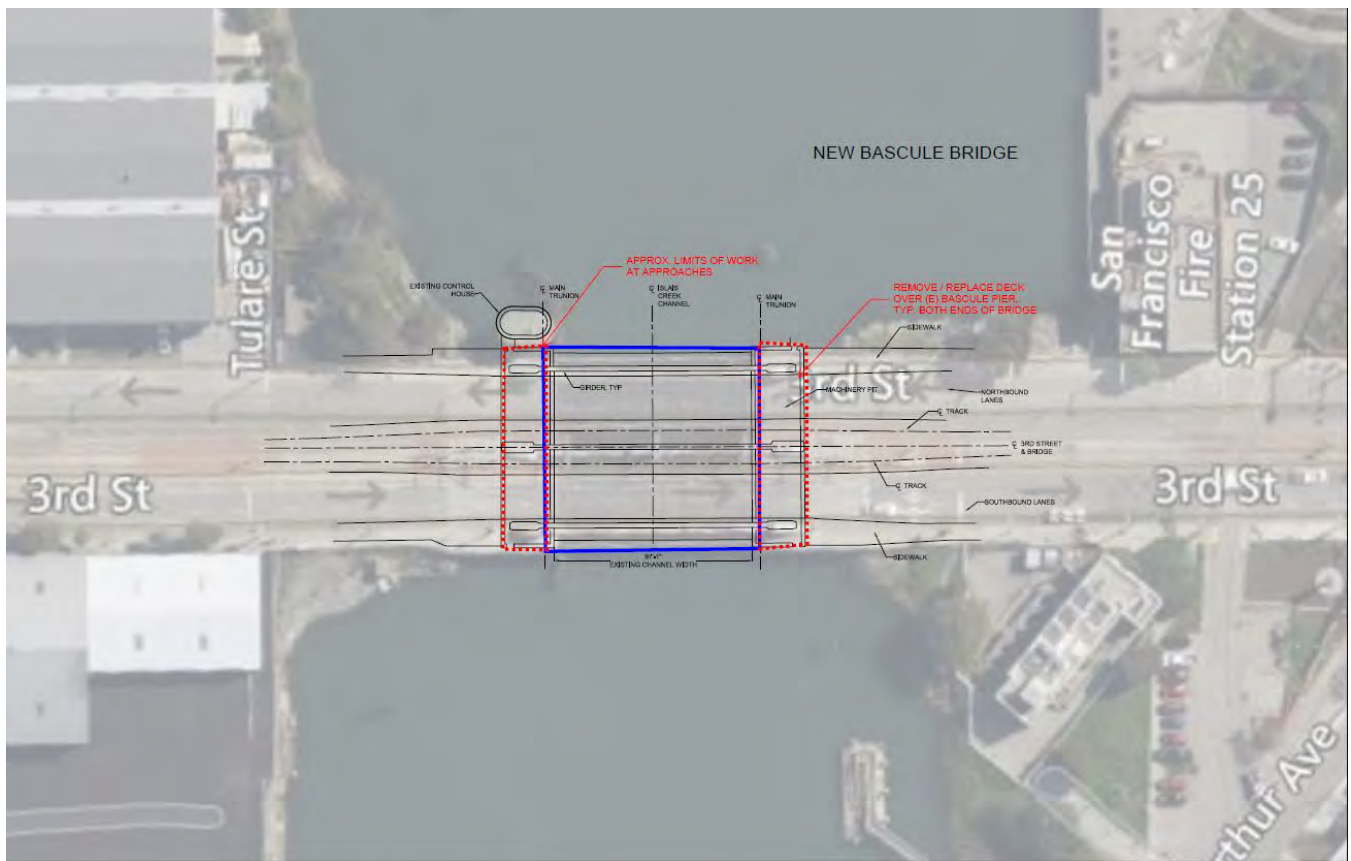 NEW BASCULE BRIDGE
San
Francisco
Fire
Station 25
Tulare St
APPROX. LIMITS OF WORK
AT APPROACHES
EXISTING CONTROL
HOUSE
℄ MAIN
TRUNION
℄ ISLAIS
CREEK
CHANNEL
℄ MAIN
TRUNION
REMOVE / REPLACE DECK
OVER (E) BASCULE PIER,
TYP. BOTH ENDS OF BRIDGE
SIDEWALK
GIRDER, TYP
3rd St
MACHINERY PIT
NORTHBOUND
LANES
℄ TRACK
℄ 3RD STREET
& BRIDGE
℄ TRACK
3rd St
3rd St
SOUTHBOUND LANES
SIDEWALK
EXISTING CHANNEL WIDTH
rthur Ave